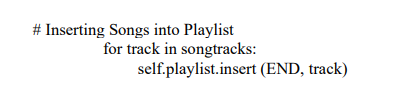 # Inserting Songs into Playlist
for track in songtracks:
self.playlist.insert (END, track)